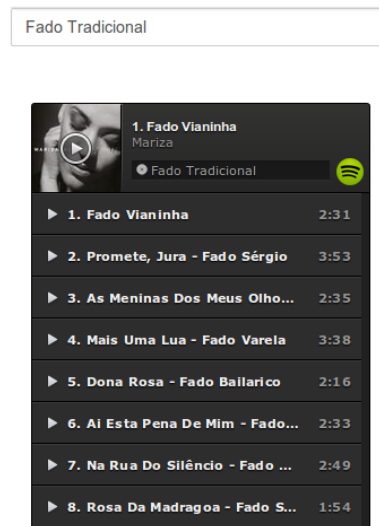 Fado Tradicional
MARIZA
1. Fado Vianinha
Mariza
Fado Tradicional
1. Fado Vianinha 2:31
2. Promete, Jura - Fado Sérgio 3:53
3. As Meninas Dos Meus Olho... 2:35
4. Mais Uma Lua - Fado Varela 3:38
5. Dona Rosa - Fado Bailarico 2:16
6. Ai Esta Pena De Mim - Fado... 2:33
7. Na Rua Do Silêncio - Fado ... 2:49
8. Rosa Da Madragoa - Fado S... 1:54